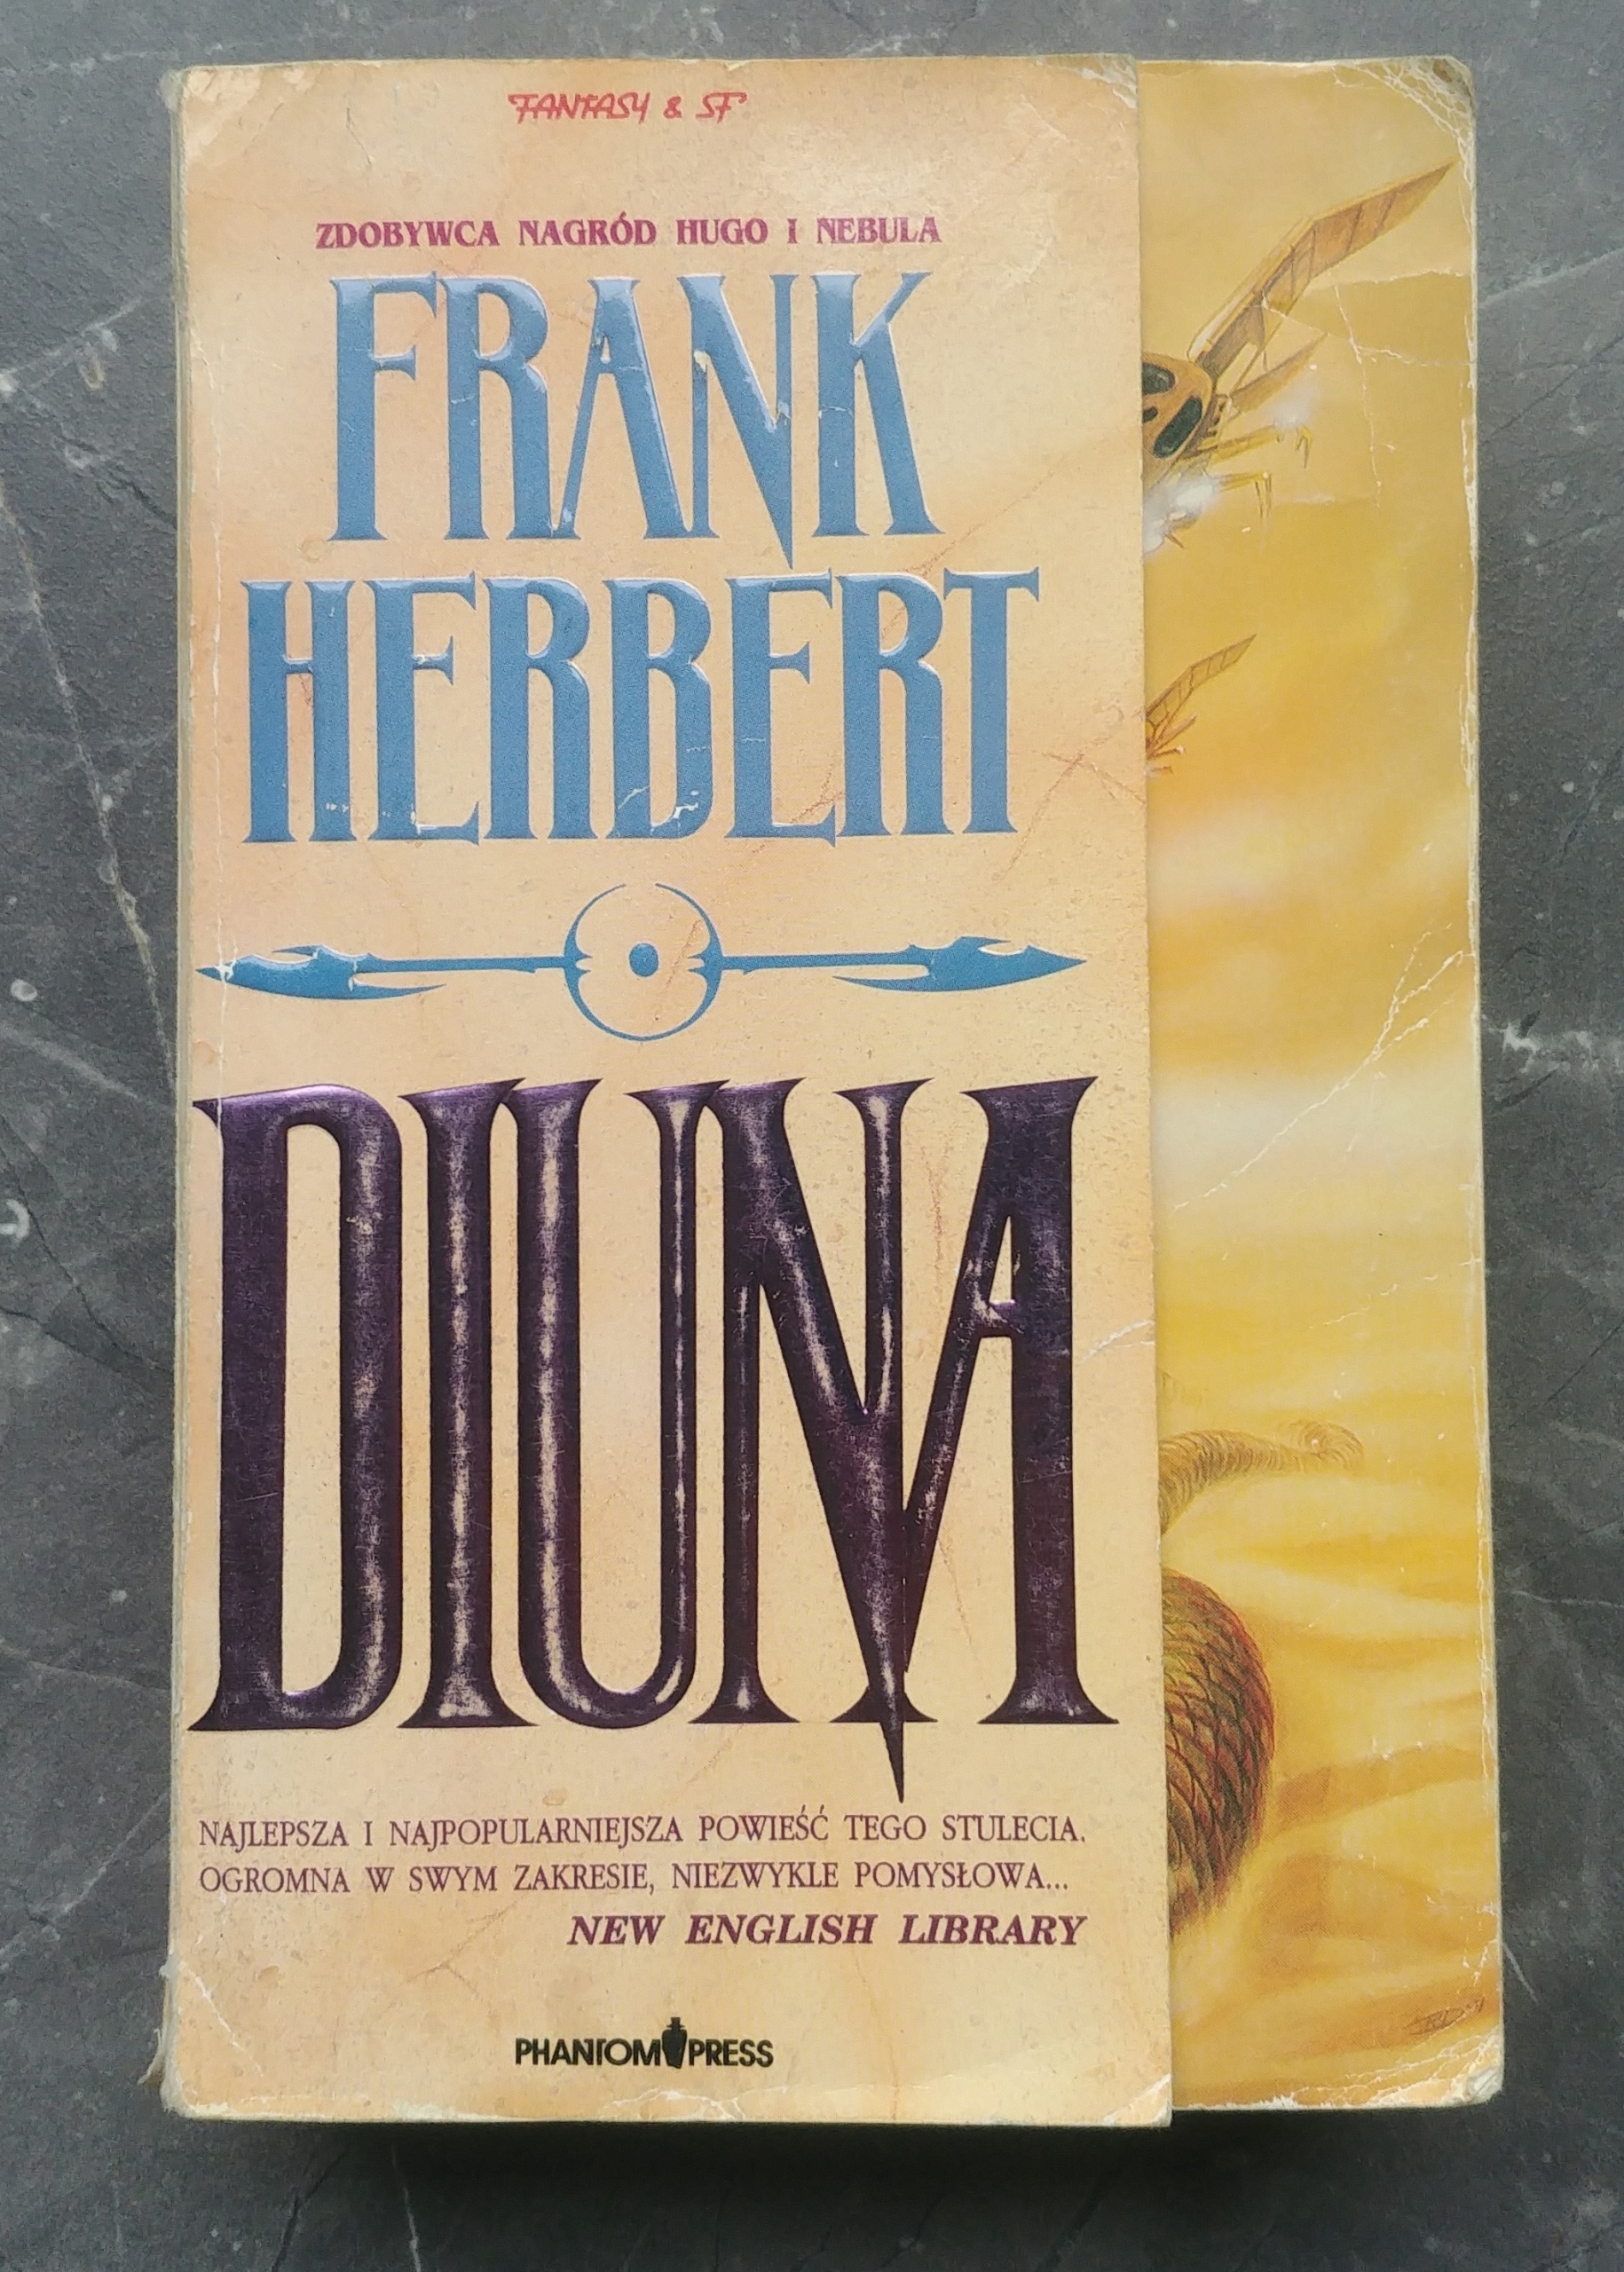 FANTASY & SF
ZDOBYWCA NAGRÓD HUGO I NEBULA
FRANK
HERBERT
DIUNA
NAJLEPSZA I NAJPOPULARNIEJSZA POWIEŚĆ TEGO STULECIA.
OGROMNA W SWYM ZAKRESIE, NIEZWYKLE POMYSŁOWA...
NEW ENGLISH LIBRARY
PHANTOM PRESS